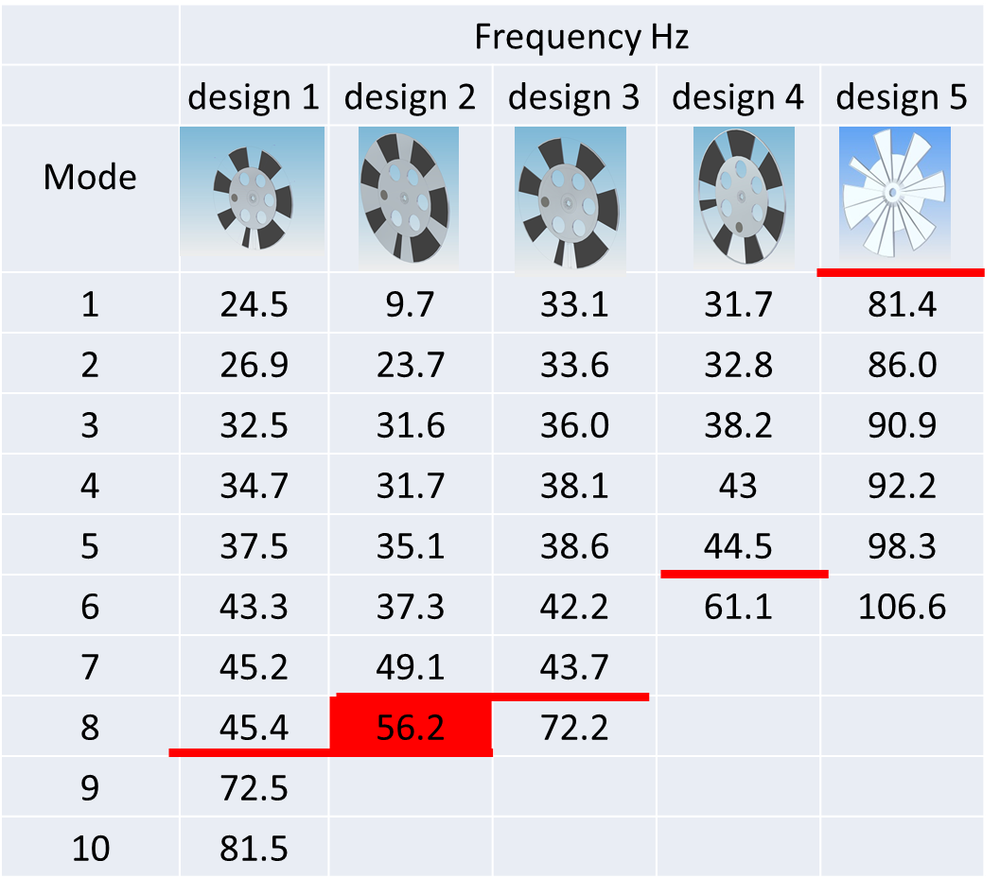 Frequency Hz
design 1 design 2 design 3 design 4 design 5
Mode
1 24.5 9.7 33.1 31.7 81.4
2 26.9 23.7 33.6 32.8 86.0
3 32.5 31.6 36.0 38.2 90.9
4 34.7 31.7 38.1 43 92.2
5 37.5 35.1 38.6 44.5 98.3
6 43.3 37.3 42.2 61.1 106.6
7 45.2 49.1 43.7
8 45.4 56.2 72.2
9 72.5
10 81.5